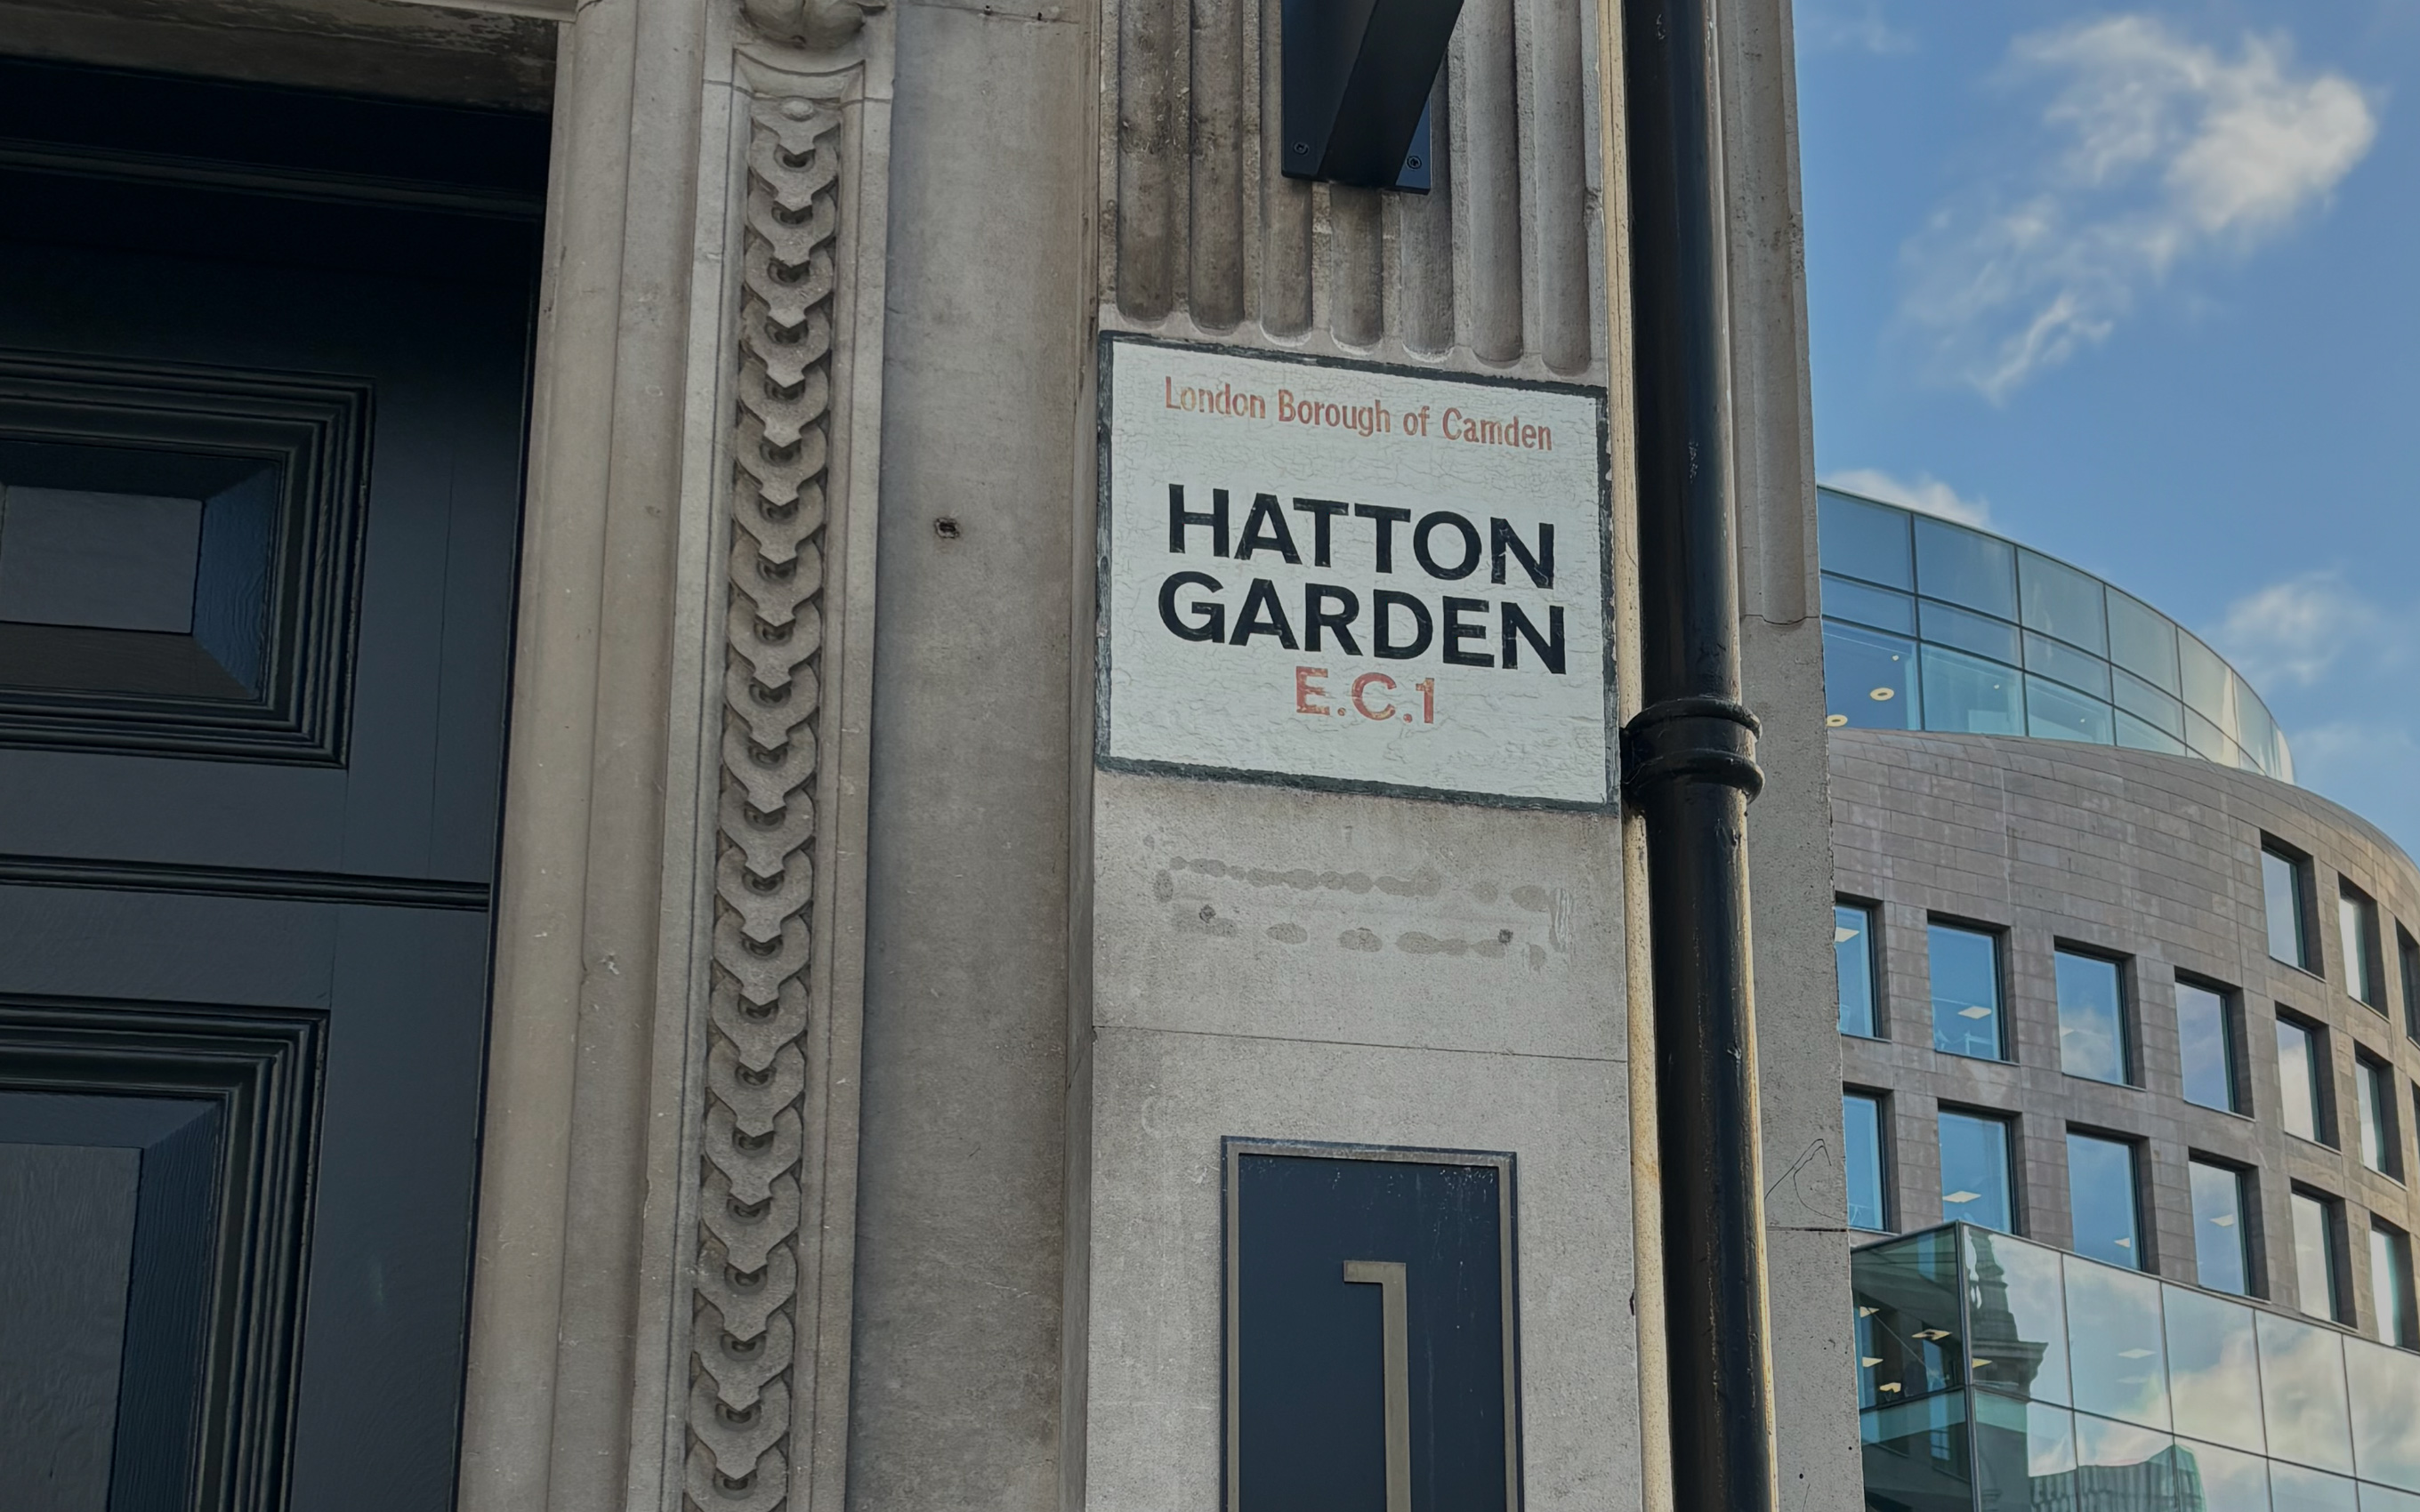 London Borough of Camden
HATTON
GARDEN
E.C.1
1